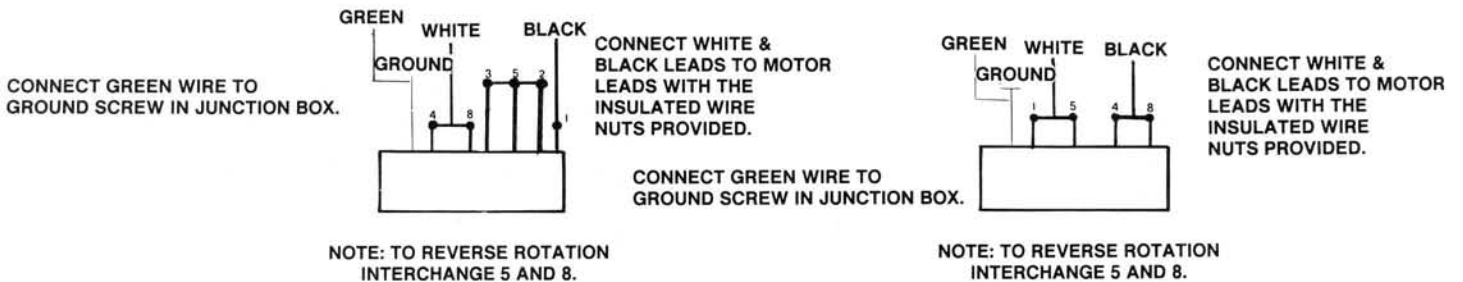 CONNECT GREEN WIRE TO
GROUND SCREW IN JUNCTION BOX.
GREEN
WHITE
BLACK
GROUND
3 5 2
4 8 1
CONNECT WHITE &
BLACK LEADS TO MOTOR
LEADS WITH THE
INSULATED WIRE
NUTS PROVIDED.
NOTE: TO REVERSE ROTATION
INTERCHANGE 5 AND 8.
CONNECT GREEN WIRE TO
GROUND SCREW IN JUNCTION BOX.
GREEN
WHITE
BLACK
GROUND
1 5 4 8
CONNECT WHITE &
BLACK LEADS TO MOTOR
LEADS WITH THE
INSULATED WIRE
NUTS PROVIDED.
NOTE: TO REVERSE ROTATION
INTERCHANGE 5 AND 8.